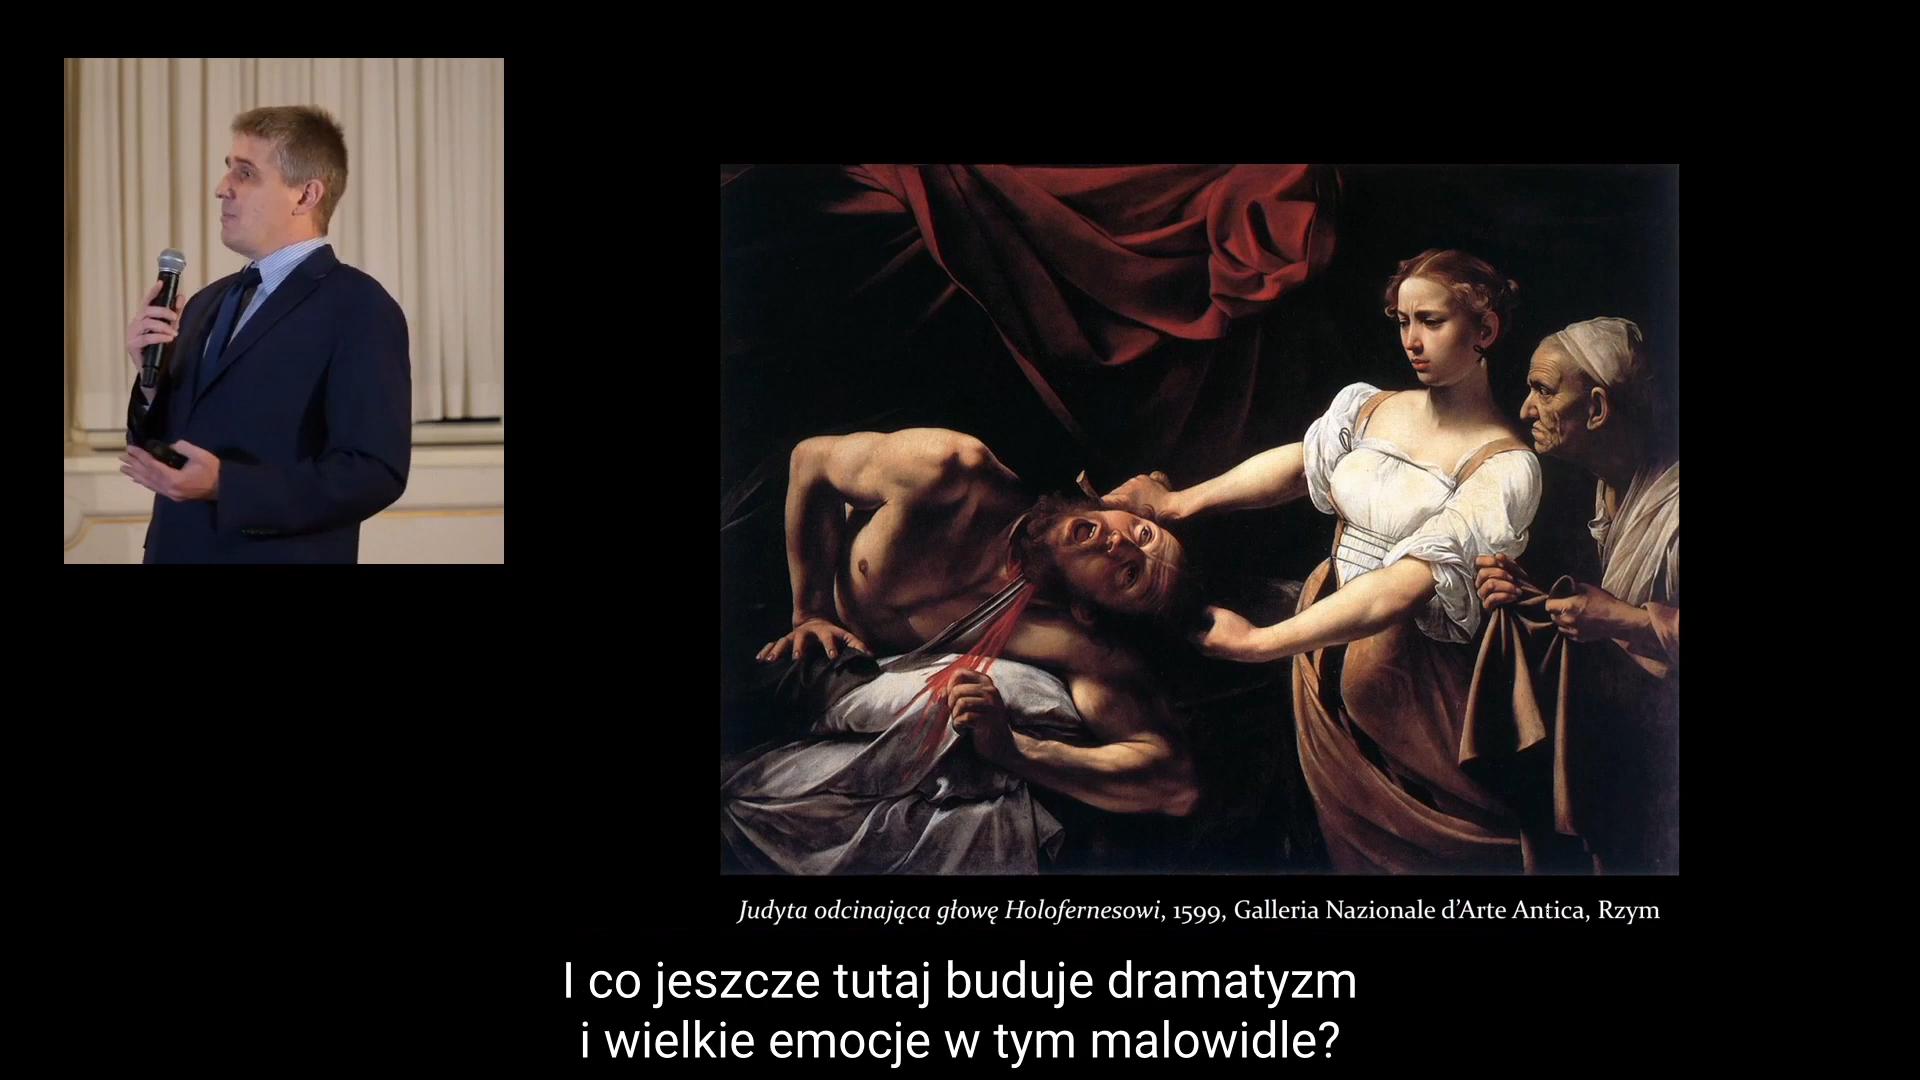 Judyta odcinająca głowę Holofernesowi, 1599, Galleria Nazionale d'Arte Antica, Rzym
I co jeszcze tutaj buduje dramatyzm
i wielkie emocje w tym malowidle?